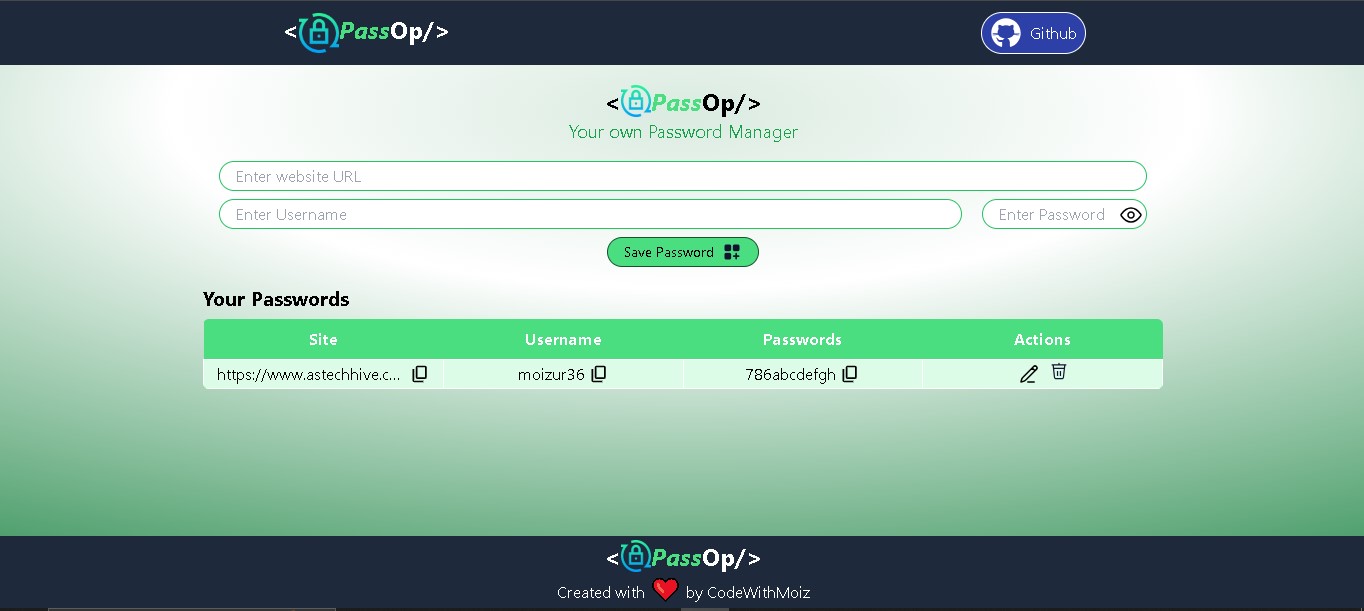 <PassOp/>
Github
<PassOp/>
Your own Password Manager
Enter website URL
Enter Username
Enter Password
Save Password
Your Passwords
Site Username Passwords Actions
https://www.astechhive.c... moizur36 786abcdefgh
<PassOp/>
Created with ❤️ by CodeWithMoiz